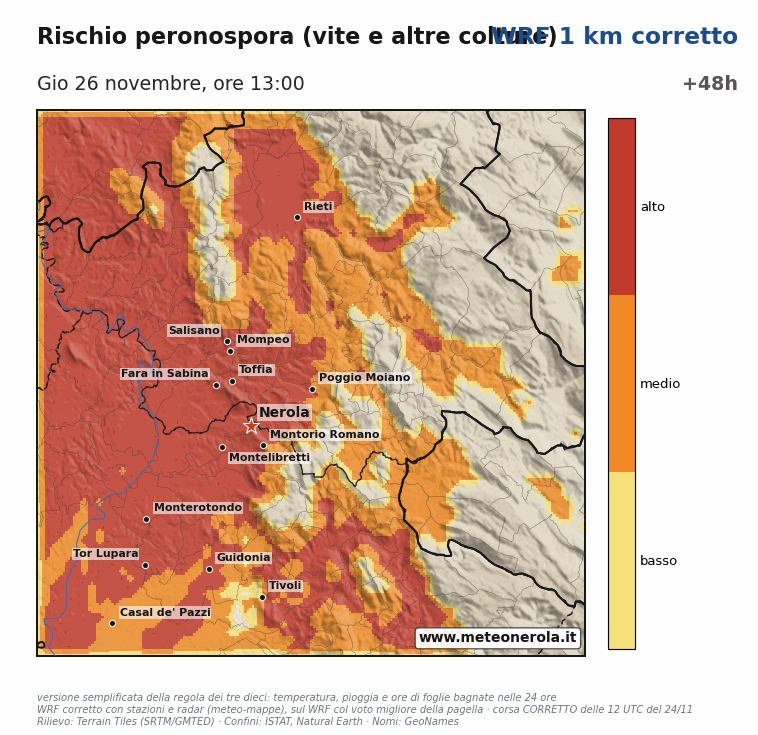 Rischio peronospora (vite e altre colture)
WRF 1 km corretto
Gio 26 novembre, ore 13:00
+48h
alto
Rieti
Salisano
Mompeo
Toffia
Fara in Sabina
Poggio Moiano
medio
Nerola
Montorio Romano
Montelibretti
Monterotondo
Tor Lupara
Guidonia
basso
Tivoli
Casal de' Pazzi
www.meteonerola.it
versione semplificata della regola dei tre dieci: temperatura, pioggia e ore di foglie bagnate nelle 24 ore
WRF corretto con stazioni e radar (meteo-mappe), sul WRF col voto migliore della pagella · corsa CORRETTO delle 12 UTC del 24/11
Rilievo: Terrain Tiles (SRTM/GMTED) · Confini: ISTAT, Natural Earth · Nomi: GeoNames